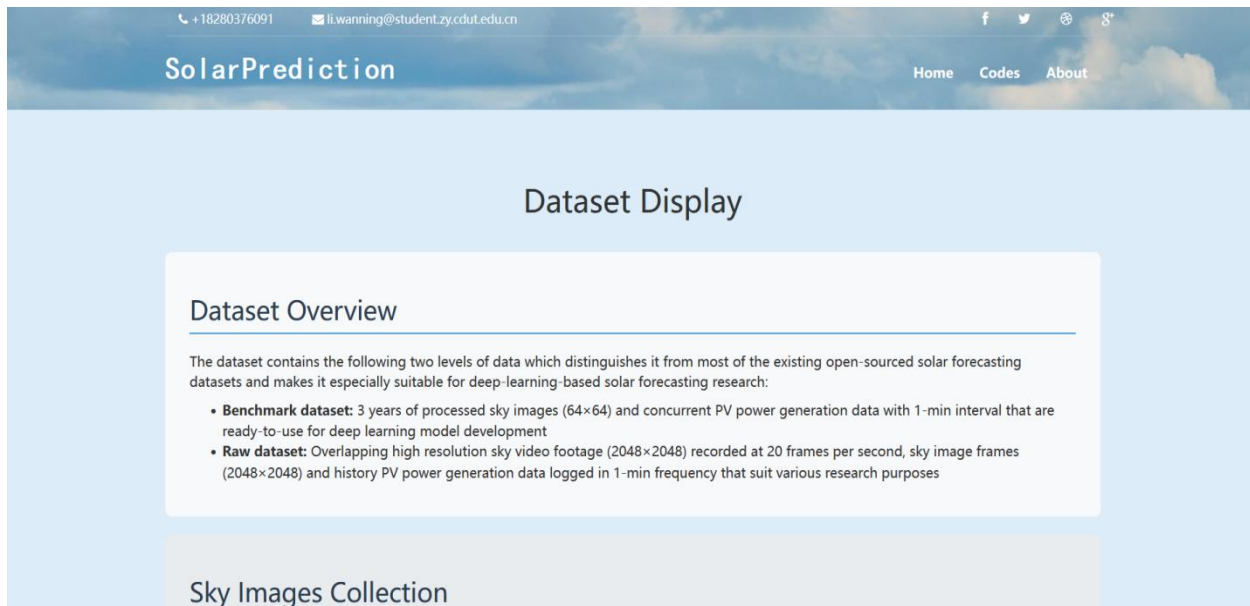 +18280376091 li.wanning@student.zy.cdut.edu.cn
SolarPrediction
Home Codes About
Dataset Display
Dataset Overview
The dataset contains the following two levels of data which distinguishes it from most of the existing open-sourced solar forecasting
datasets and makes it especially suitable for deep-learning-based solar forecasting research:
• Benchmark dataset: 3 years of processed sky images (64×64) and concurrent PV power generation data with 1-min interval that are
ready-to-use for deep learning model development
• Raw dataset: Overlapping high resolution sky video footage (2048×2048) recorded at 20 frames per second, sky image frames
(2048×2048) and history PV power generation data logged in 1-min frequency that suit various research purposes
Sky Images Collection